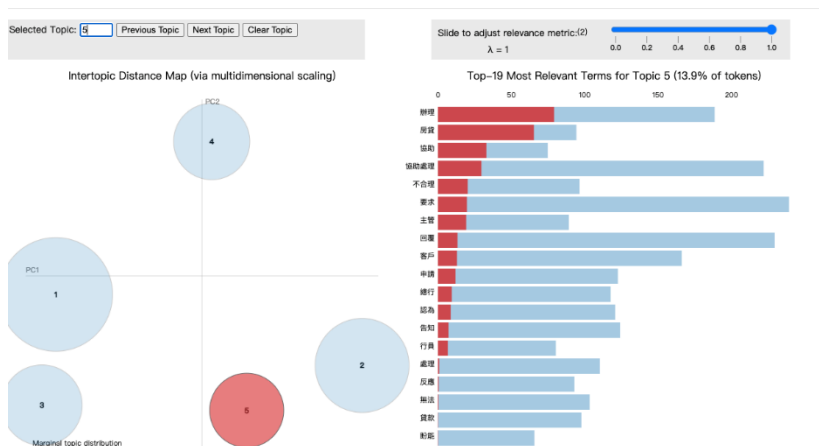 Selected Topic: 5 Previous Topic Next Topic Clear Topic
Slide to adjust relevance metric:(2)
λ = 1
0.0 0.2 0.4 0.6 0.8 1.0
Intertopic Distance Map (via multidimensional scaling)
PC2
PC1
4
1
2
3
5
Marginal topic distribution
Top-19 Most Relevant Terms for Topic 5 (13.9% of tokens)
0 50 100 150 200
辦理
房貸
協助
協助處理
不合理
要求
主管
回覆
客戶
申請
總行
認為
告知
行員
處理
反應
無法
貸款
盼能